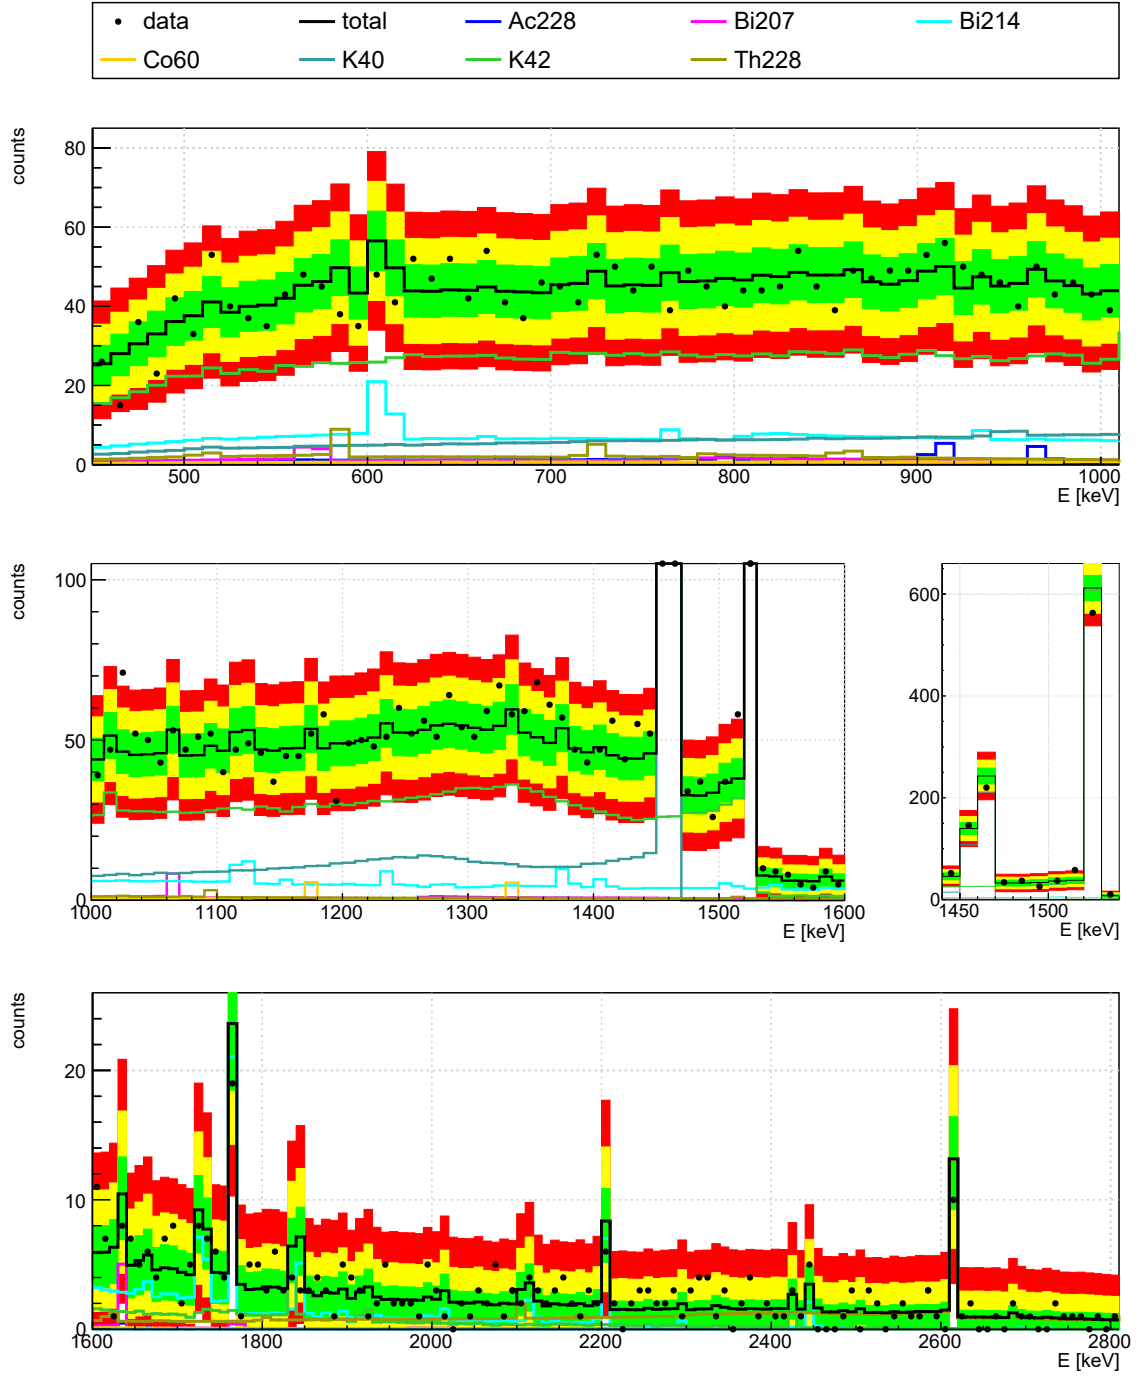 data total Ac228 Bi207 Bi214
Co60 K40 K42 Th228
counts
80
60
40
20
0
500 600 700 800 900 1000
E [keV]
counts
100
50
0
1000 1100 1200 1300 1400 1500 1600
E [keV]
600
400
200
0
1450 1500
E [keV]
counts
20
10
0
1600 1800 2000 2200 2400 2600 2800
E [keV]